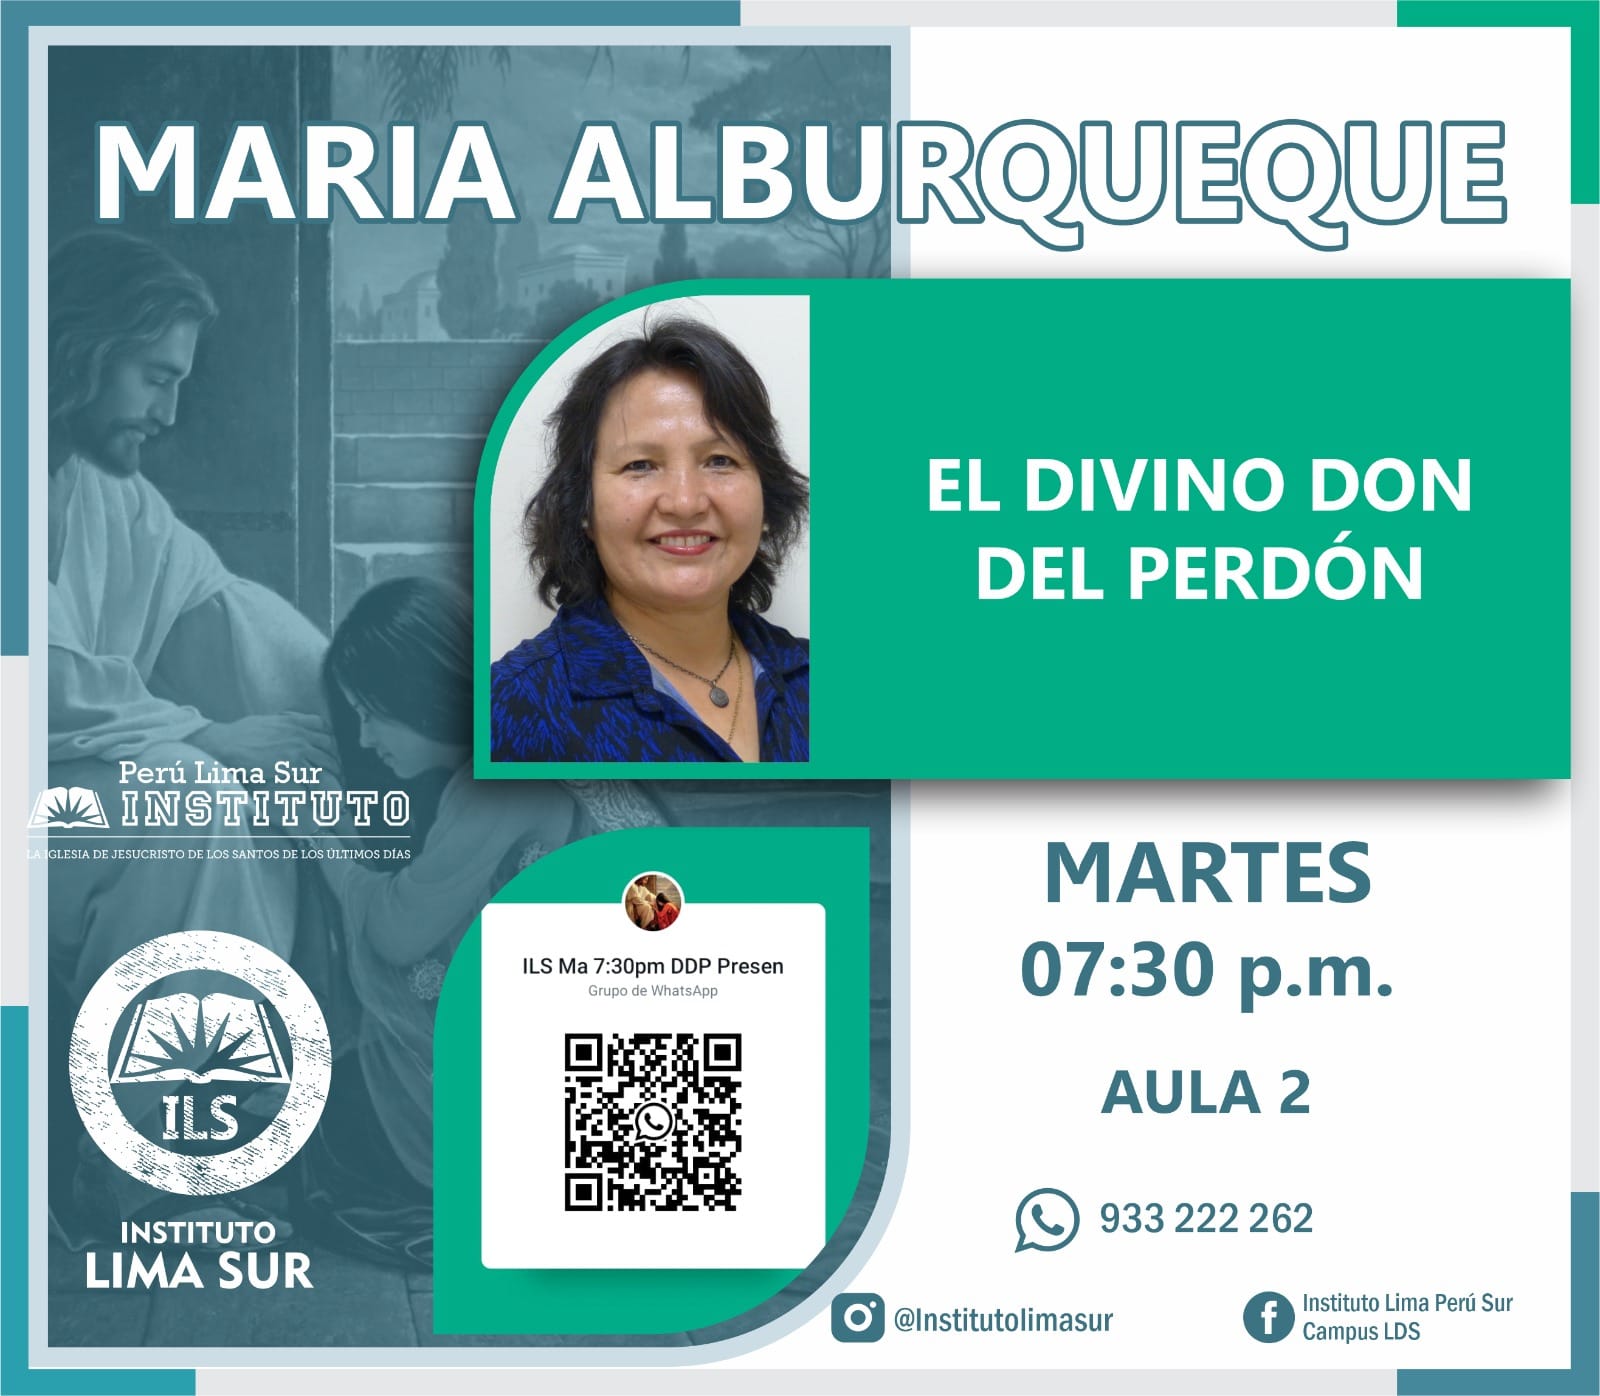 MARIA ALBURQUEQUE
EL DIVINO DON
DEL PERDÓN
Perú Lima Sur
INSTITUTO
LA IGLESIA DE JESUCRISTO DE LOS SANTOS DE LOS ÚLTIMOS DÍAS
ILS
INSTITUTO
LIMA SUR
ILS Ma 7:30pm DDP Presen
Grupo de WhatsApp
MARTES
07:30 p.m.
AULA 2
933 222 262
@Institutolimasur
Instituto Lima Perú Sur
Campus LDS